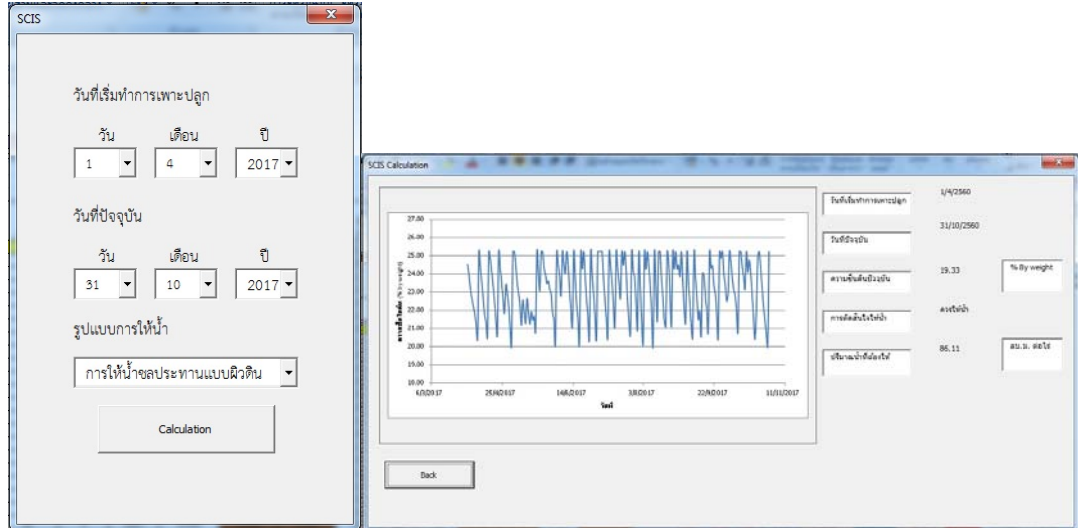 SCIS
วันที่เริ่มทำการเพาะปลูก
วัน เดือน ปี
1 4 2017
วันที่ปัจจุบัน
วัน เดือน ปี
31 10 2017
รูปแบบการให้น้ำ
การให้น้ำชลประทานแบบผิวดิน
Calculation
SCIS Calculation
27.00
26.00
25.00
24.00
23.00
22.00
21.00
20.00
19.00
18.00
(% by weight)
6/3/2017 25/4/2017 14/6/2017 3/8/2017 22/9/2017 11/11/2017
วันที่
วันที่เริ่มทำการเพาะปลูก 1/4/2560
วันที่ปัจจุบัน 31/10/2560
ความชื้นดินปัจจุบัน 19.33 % By weight
การตัดสินใจให้น้ำ ควรให้น้ำ
ปริมาณน้ำที่ต้องให้ 86.11 ลบ.ม. ต่อไร่
Back